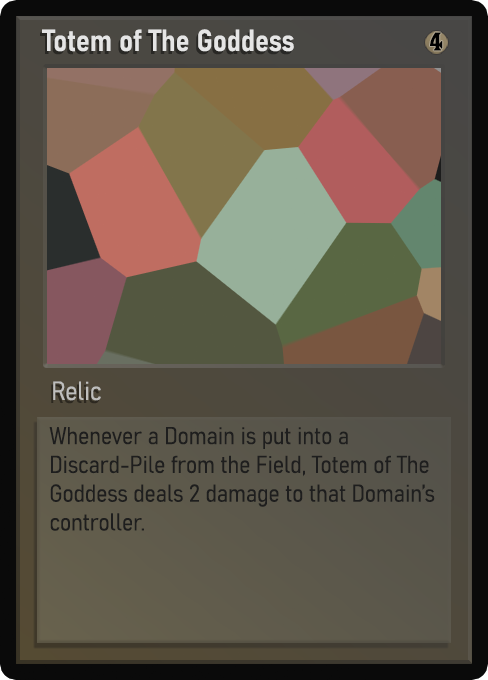 Totem of The Goddess
4
Relic
Whenever a Domain is put into a
Discard-Pile from the Field, Totem of The
Goddess deals 2 damage to that Domain's
controller.